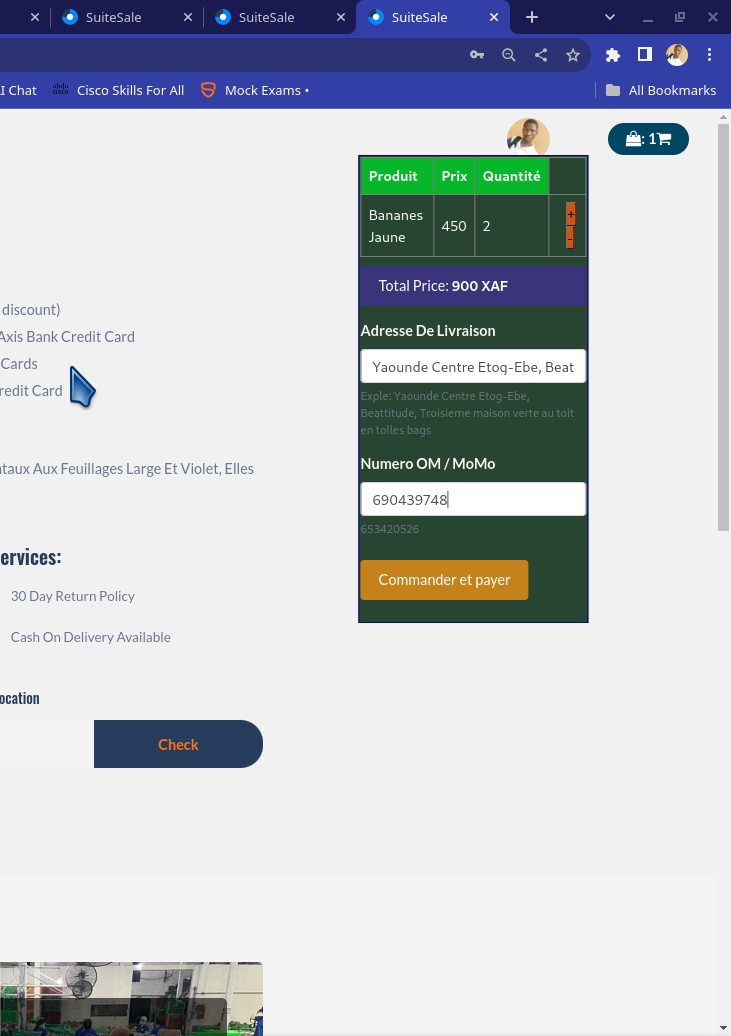 SuiteSale
SuiteSale
SuiteSale
I Chat
Cisco Skills For All
Mock Exams •
All Bookmarks
: 1
Produit Prix Quantité
Bananes
Jaune
450
2
+
-
Total Price: 900 XAF
Adresse De Livraison
Yaounde Centre Etog-Ebe, Beat
Exple: Yaounde Centre Etog-Ebe,
Beattitude, Troisieme maison verte au toit
en tolles bags
Numero OM / MoMo
690439748
653420526
Commander et payer
discount)
Axis Bank Credit Card
Cards
redit Card
taux Aux Feuillages Large Et Violet, Elles
ervices:
30 Day Return Policy
Cash On Delivery Available
ocation
Check